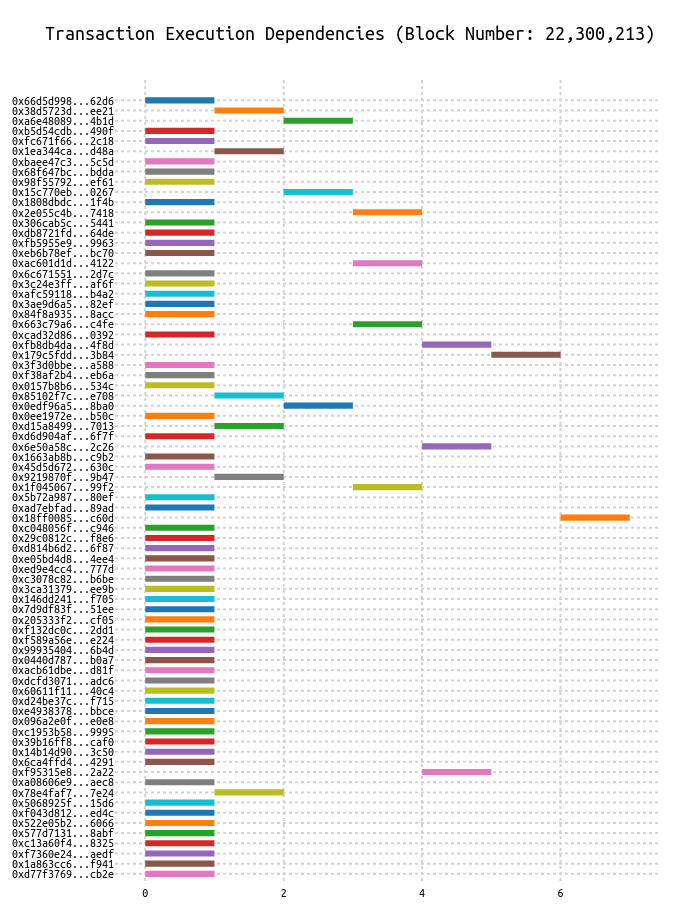 Transaction Execution Dependencies (Block Number: 22,300,213)
0x66d5d998...62d6
0x38d5723d...ee21
0xa6e48089...4b1d
0xb5d54cdb...490f
0xfc671f66...2c18
0x1ea344ca...d48a
0xbaee47c3...5c5d
0x68f647bc...bdda
0x98f55792...ef61
0x15c770eb...0267
0x1808dbdc...1f4b
0x2e055c4b...7418
0x306cab5c...5441
0xdb8721fd...64de
0xfb5955e9...9963
0xeb6b78ef...bc70
0xac601d1d...4122
0x6c671551...2d7c
0x3c24e3ff...af6f
0xafc59118...b4a2
0x3ae9d6a5...82ef
0x84f8a935...8acc
0x663c79a6...c4fe
0xcad32d86...0392
0xfb8db4da...4f8d
0x179c5fdd...3b84
0x3f3d0bbe...a588
0xf38af2b4...eb6a
0x0157b8b6...534c
0x85102f7c...e708
0x0edf96a5...8ba0
0x0ee1972e...b50c
0xd15a8499...7013
0xd6d904af...6f7f
0x6e50a58c...2c26
0x1663ab8b...c9b2
0x45d5d672...630c
0x9219870f...9b47
0x1f045067...99f2
0x5b72a987...80ef
0xad7ebfad...89ad
0x18ff0085...c60d
0xc048056f...c946
0x29c0812c...f8e6
0xd814b6d2...6f87
0xe05bd4d8...4ee4
0xed9e4cc4...777d
0xc3078c82...b6be
0x3ca31379...ee9b
0x146dd241...f705
0x7d9df83f...51ee
0x205333f2...cf05
0xf132dc0c...2dd1
0xf589a56e...e224
0x99935404...6b4d
0x0440d787...b0a7
0xacb61dbe...d81f
0xdcfd3071...adc6
0x60611f11...40c4
0xd24be37c...f715
0xe4938378...bbce
0x096a2e0f...e0e8
0xc1953b58...9995
0x39b16ff8...caf0
0x14b14d90...3c50
0x6ca4ffd4...4291
0xf95315e8...2a22
0xa08606e9...aec8
0x78e4faf7...7e24
0x5068925f...15d6
0xf043d812...ed4c
0x522e05b2...6066
0x577d7131...8abf
0xc13a60f4...8325
0xf7360e24...aedf
0x1a863cc6...f941
0xd77f3769...cb2e
0 2 4 6